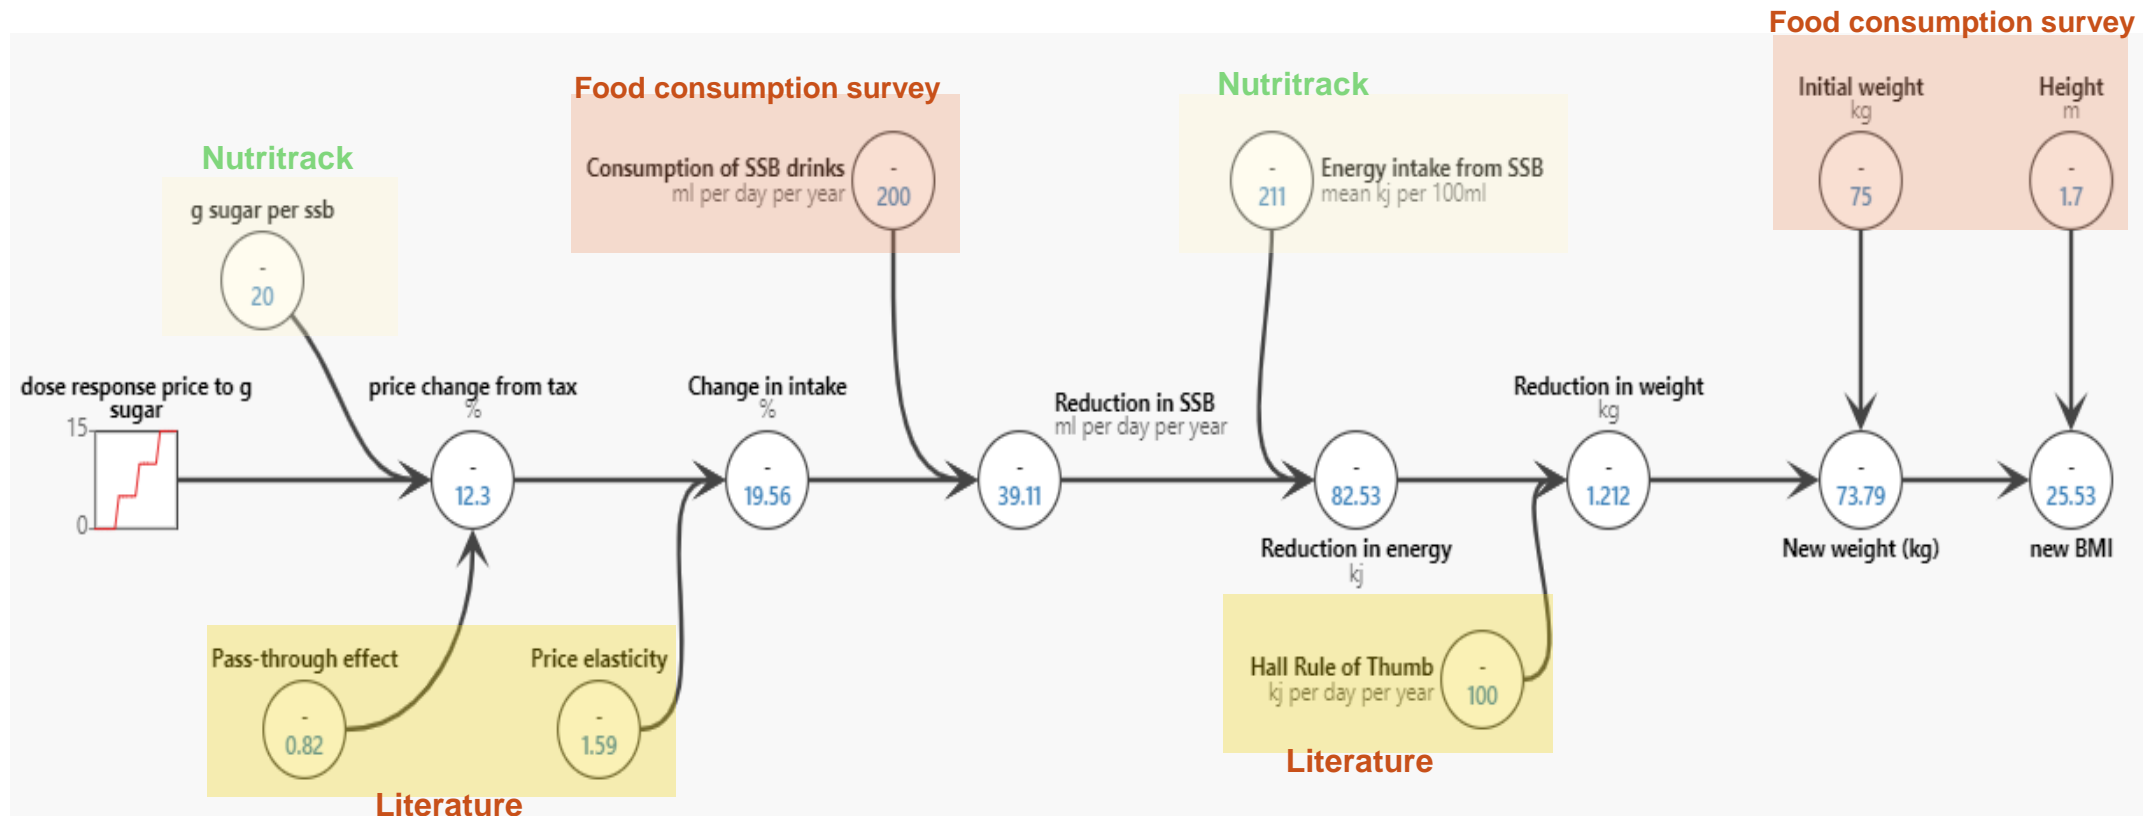 Food consumption survey
Food consumption survey
Nutritrack
Initial weight
kg
Height
m
Nutritrack
Consumption of SSB drinks
ml per day per year
-
200
-
211
Energy intake from SSB
mean kj per 100ml
-
75
-
1.7
g sugar per ssb
-
20
dose response price to g
sugar
15
0
price change from tax
%
-
12.3
Change in intake
%
-
19.56
Reduction in SSB
ml per day per year
-
39.11
-
82.53
Reduction in energy
kj
Reduction in weight
kg
-
1.212
-
73.79
New weight (kg)
-
25.53
new BMI
Pass-through effect
-
0.82
Price elasticity
-
1.59
Literature
Hall Rule of Thumb
kj per day per year
-
100
Literature